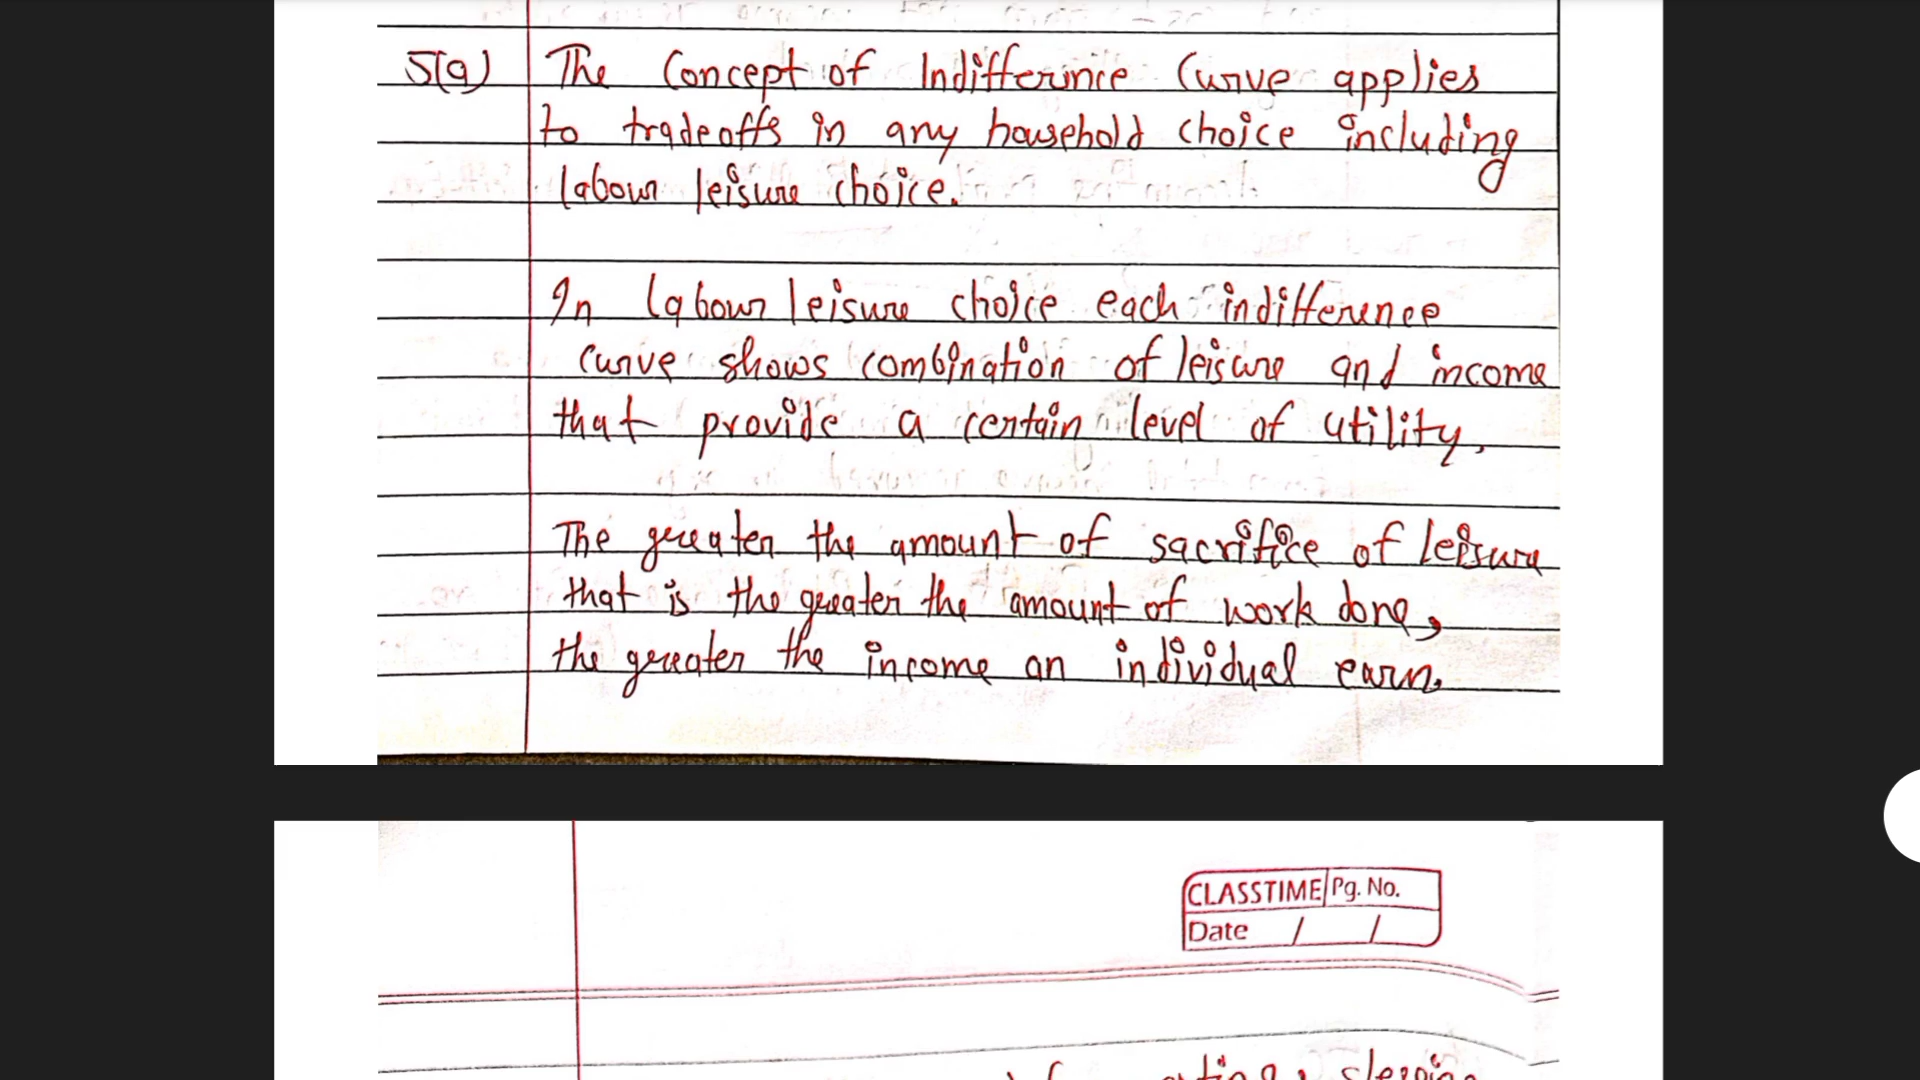 5(a) The Concept of Indifference Curve applies
to tradeoffs in any household choice including
labour leisure choice.
In labour leisure choice each indifference
curve shows combination of leisure and income
that provide a certain level of utility.
The greater the amount of sacrifice of leisure
that is the greater the amount of work done,
the greater the income an individual earn.
CLASSTIME Pg. No.
Date / /